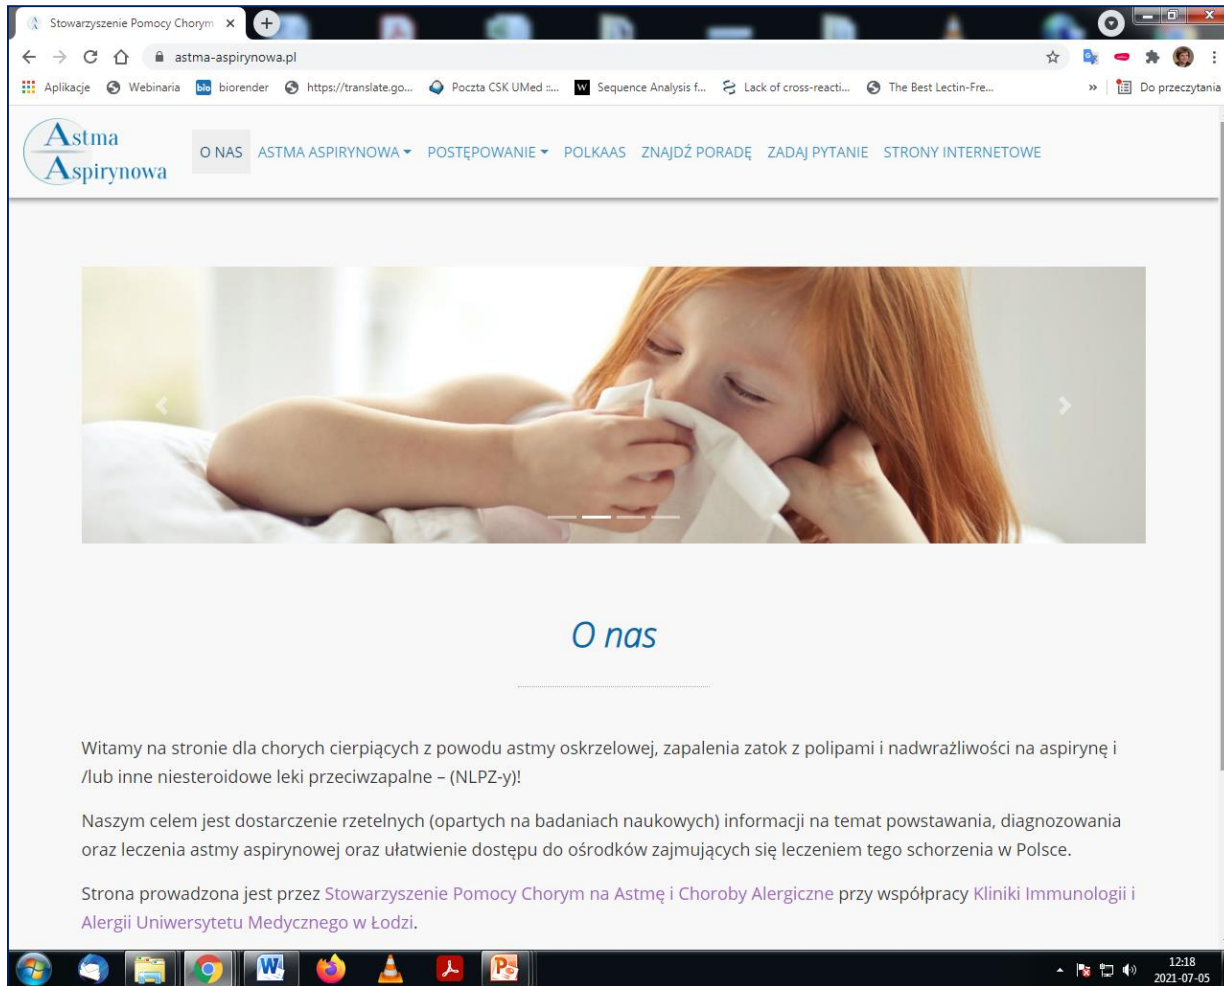 Stowarzyszenie Pomocy Chorym
astma-aspirynowa.pl
Aplikacje Webinaria bio biorender https://translate.go... Poczta CSK UMed ::... W Sequence Analysis f... Lack of cross-reacti... The Best Lectin-Fre... » Do przeczytania
Astma
Aspirynowa
O NAS ASTMA ASPIRYNOWA POSTĘPOWANIE POLKAAS ZNAJDŹ PORADĘ ZADAJ PYTANIE STRONY INTERNETOWE
O nas
Witamy na stronie dla chorych cierpiących z powodu astmy oskrzelowej, zapalenia zatok z polipami i nadwrażliwości na aspirynę i
/lub inne niesteroidowe leki przeciwzapalne – (NLPZ-y)!
Naszym celem jest dostarczenie rzetelnych (opartych na badaniach naukowych) informacji na temat powstawania, diagnozowania
oraz leczenia astmy aspirynowej oraz ułatwienie dostępu do ośrodków zajmujących się leczeniem tego schorzenia w Polsce.
Strona prowadzona jest przez Stowarzyszenie Pomocy Chorym na Astmę i Choroby Alergiczne przy współpracy Kliniki Immunologii i
Alergii Uniwersytetu Medycznego w Łodzi.
12:18
2021-07-05